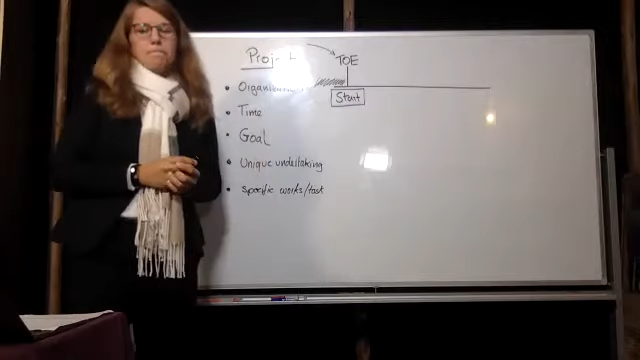 TOE
Start
• Time
• Goal
• Unique undertaking
• Specific works/task